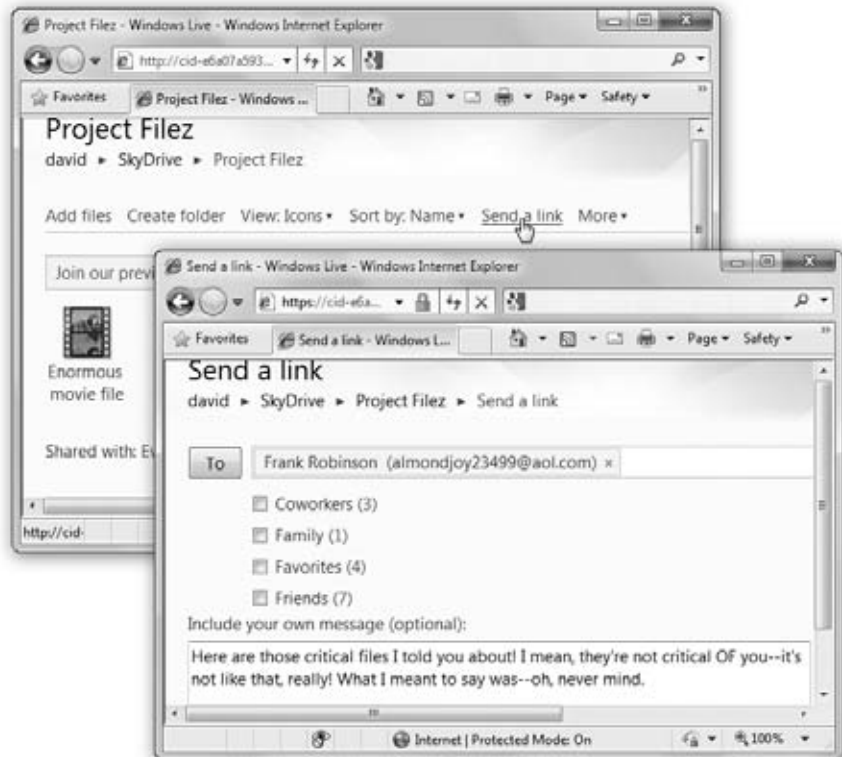 Project Filez - Windows Live - Windows Internet Explorer
http://cid-e6a07a593...
Favorites Project Filez - Windows ... Page Safety
Project Filez
david ▸ SkyDrive ▸ Project Filez
Add files Create folder View: Icons Sort by: Name Send a link More
Join our previ
Enormous
movie file
Shared with: Ev
http://cid-
Send a link - Windows Live - Windows Internet Explorer
https://cid-e6a...
Favorites Send a link - Windows L... Page Safety
Send a link
david ▸ SkyDrive ▸ Project Filez ▸ Send a link
To Frank Robinson (almondjoy23499@aol.com) ×
Coworkers (3)
Family (1)
Favorites (4)
Friends (7)
Include your own message (optional):
Here are those critical files I told you about! I mean, they're not critical OF you--it's
not like that, really! What I meant to say was--oh, never mind.
Internet | Protected Mode: On 100%